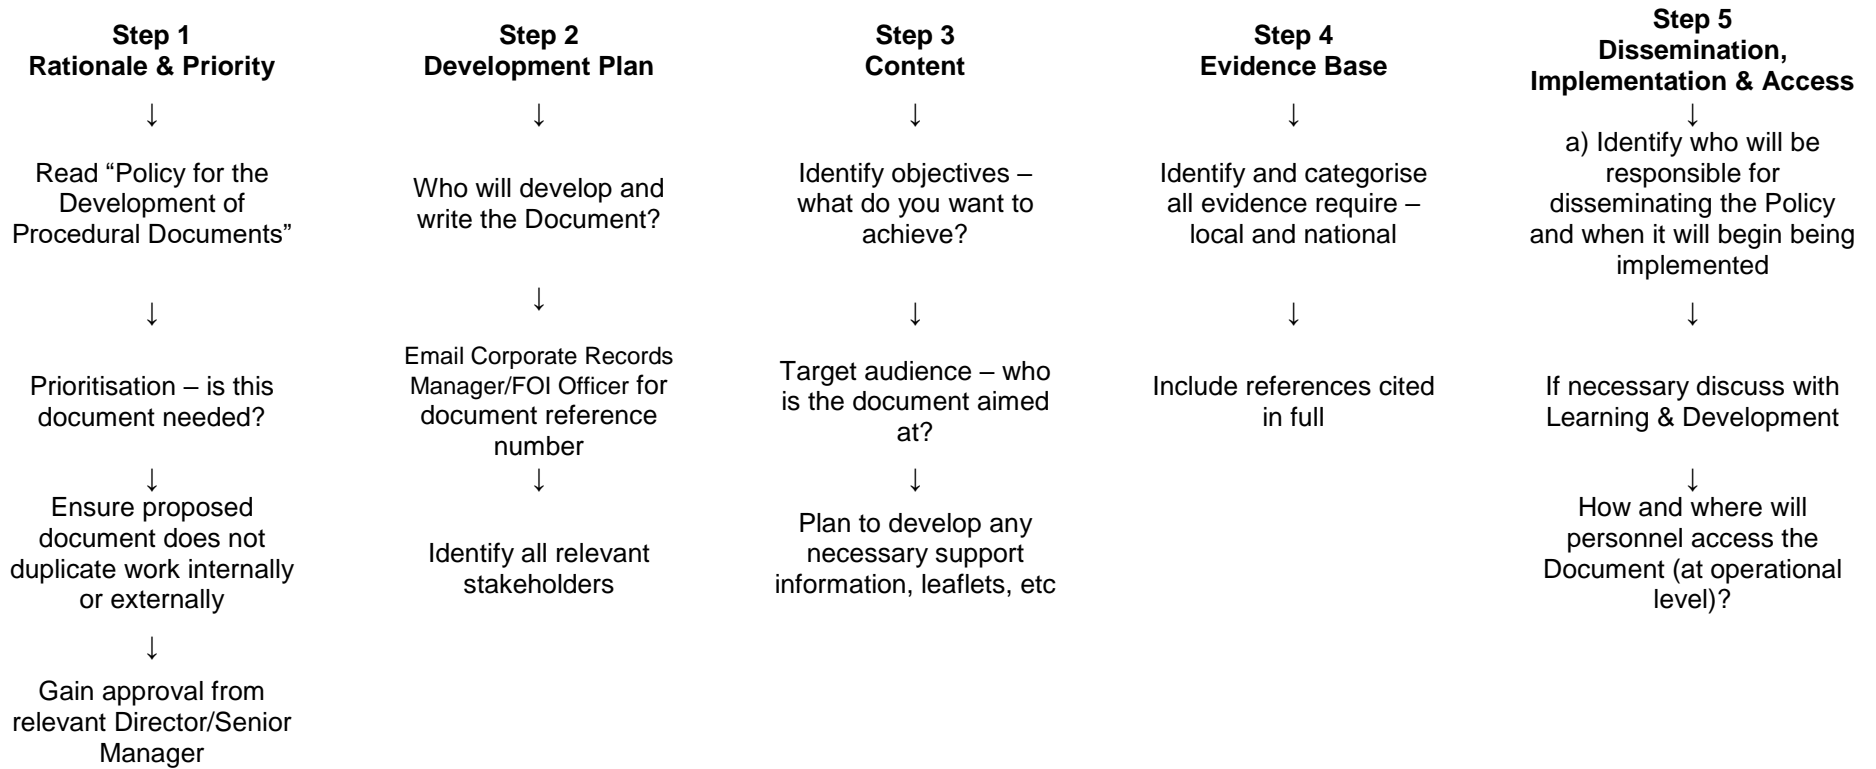 Step 1
Rationale & Priority
↓
Read “Policy for the
Development of
Procedural Documents”
↓
Prioritisation – is this
document needed?
↓
Ensure proposed
document does not
duplicate work internally
or externally
↓
Gain approval from
relevant Director/Senior
Manager
Step 2
Development Plan
↓
Who will develop and
write the Document?
↓
Email Corporate Records
Manager/FOI Officer for
document reference
number
↓
Identify all relevant
stakeholders
Step 3
Content
↓
Identify objectives –
what do you want to
achieve?
↓
Target audience – who
is the document aimed
at?
↓
Plan to develop any
necessary support
information, leaflets, etc
Step 4
Evidence Base
↓
Identify and categorise
all evidence require –
local and national
↓
Include references cited
in full
Step 5
Dissemination,
Implementation & Access
↓
a) Identify who will be
responsible for
disseminating the Policy
and when it will begin being
implemented
↓
If necessary discuss with
Learning & Development
↓
How and where will
personnel access the
Document (at operational
level)?